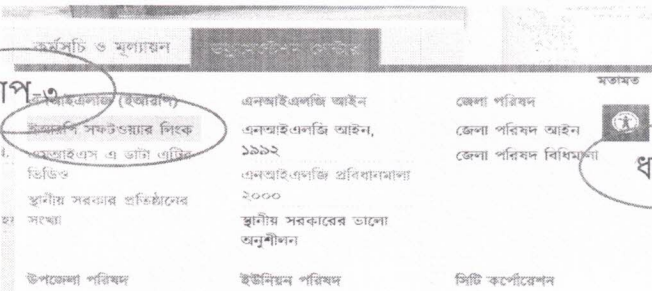 কর্মসূচি ও মূল্যায়ন
মতামত
াপ-৩
এনআইএলজি (ইআরপি)
ইআরপি সফটওয়্যার লিংক
এমআইএস এ ডাটা এন্ট্রির
ভিডিও
স্থানীয় সরকার প্রতিষ্ঠানের
সংখ্যা
এনআইএলজি আইন
এনআইএলজি আইন,
১৯৯২
এনআইএলজি প্রবিধানমালা
২০০০
স্থানীয় সরকারের ভালো
অনুশীলন
জেলা পরিষদ
জেলা পরিষদ আইন
জেলা পরিষদ বিধিমালা
ধ
উপজেলা পরিষদ
ইউনিয়ন পরিষদ
সিটি কর্পোরেশন